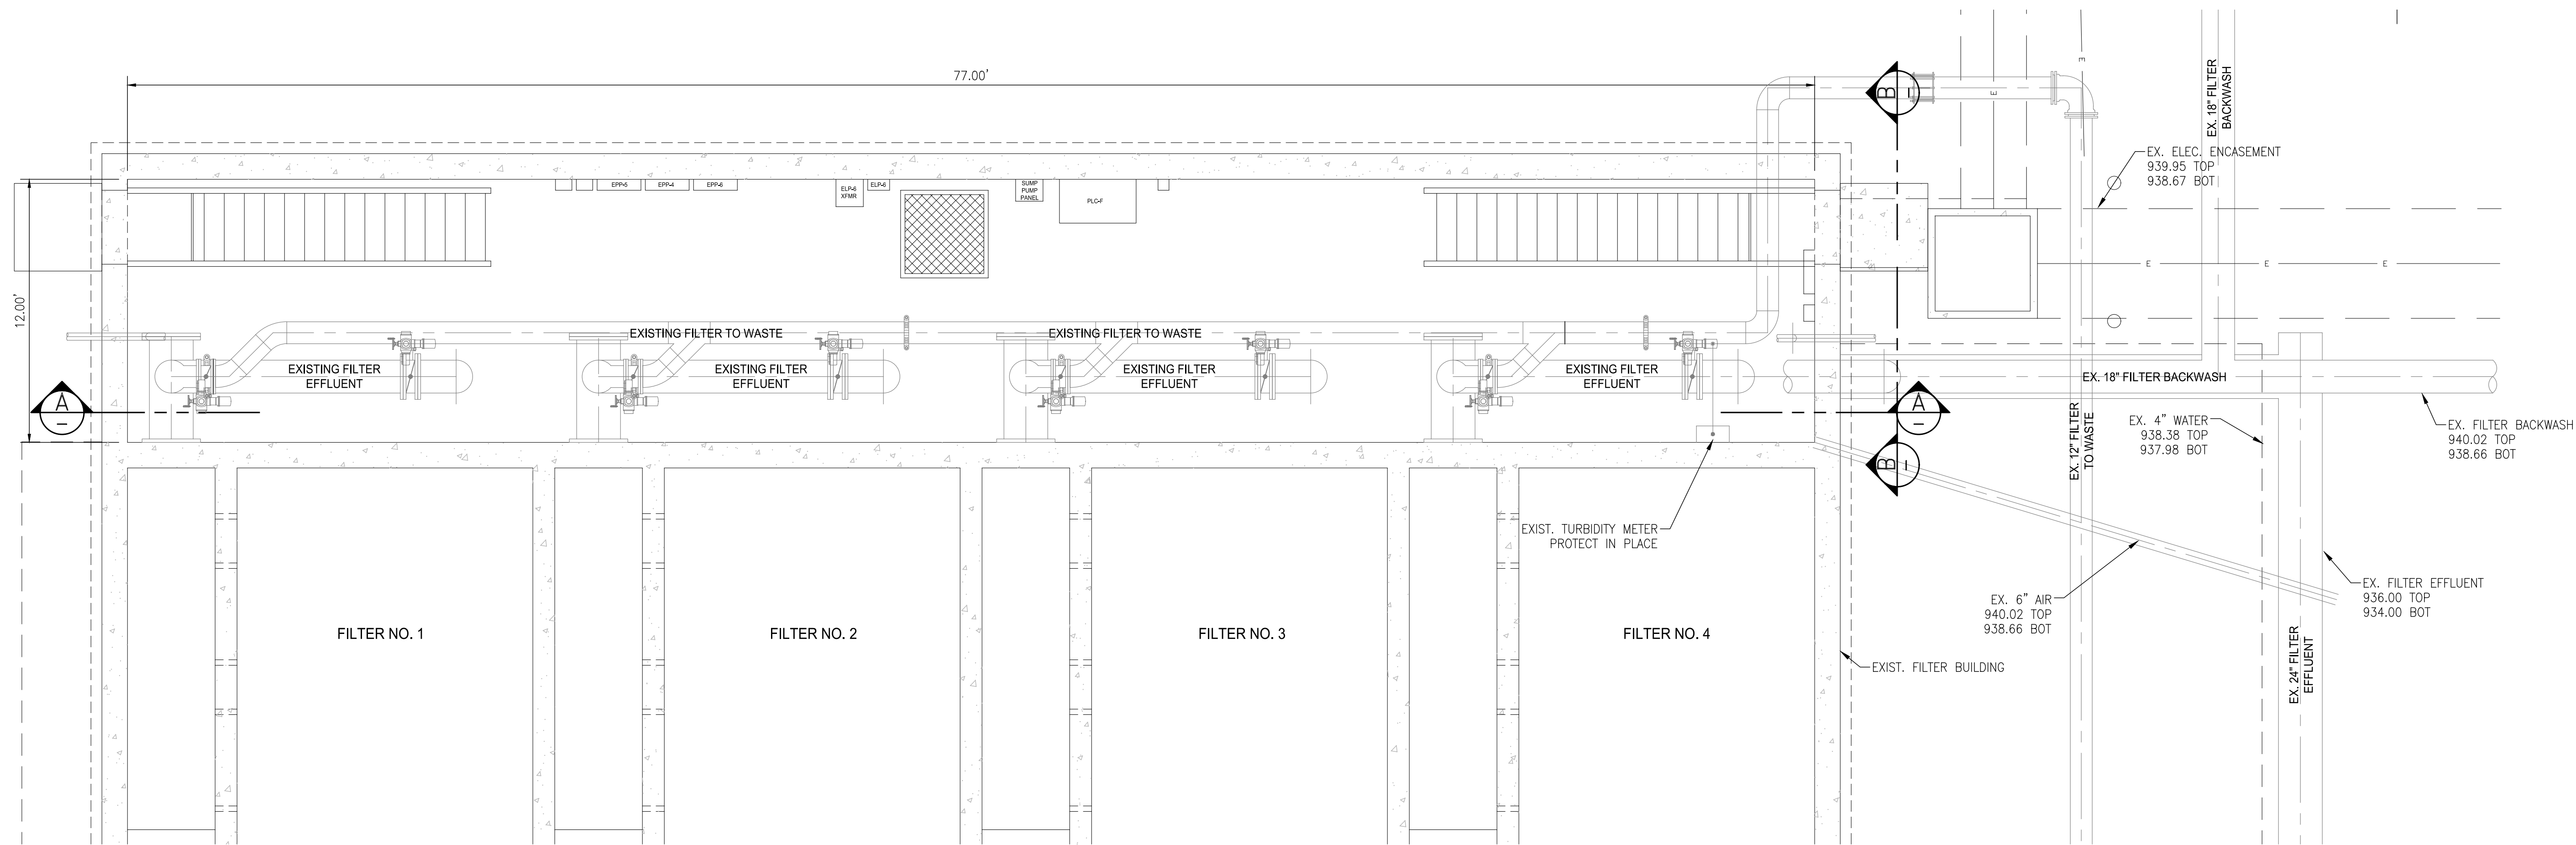 77.00'
12.00'
EPP-5
EPP-4
EPP-6
ELP-6
XFMR
ELP-6
SUMP
PUMP
PANEL
PLC-F
B
–
E
E
EX. 18" FILTER
BACKWASH
EX. ELEC. ENCASEMENT
939.95 TOP
938.67 BOT
E
E
E
EXISTING FILTER TO WASTE
EXISTING FILTER TO WASTE
EXISTING FILTER
EFFLUENT
EXISTING FILTER
EFFLUENT
EXISTING FILTER
EFFLUENT
EXISTING FILTER
EFFLUENT
EX. 18" FILTER BACKWASH
A
–
A
–
B
–
EX. 12" FILTER
TO WASTE
EX. 4" WATER
938.38 TOP
937.98 BOT
EX. FILTER BACKWASH
940.02 TOP
938.66 BOT
EXIST. TURBIDITY METER
PROTECT IN PLACE
EX. 6" AIR
940.02 TOP
938.66 BOT
EX. FILTER EFFLUENT
936.00 TOP
934.00 BOT
FILTER NO. 1
FILTER NO. 2
FILTER NO. 3
FILTER NO. 4
EXIST. FILTER BUILDING
EX. 24" FILTER
EFFLUENT